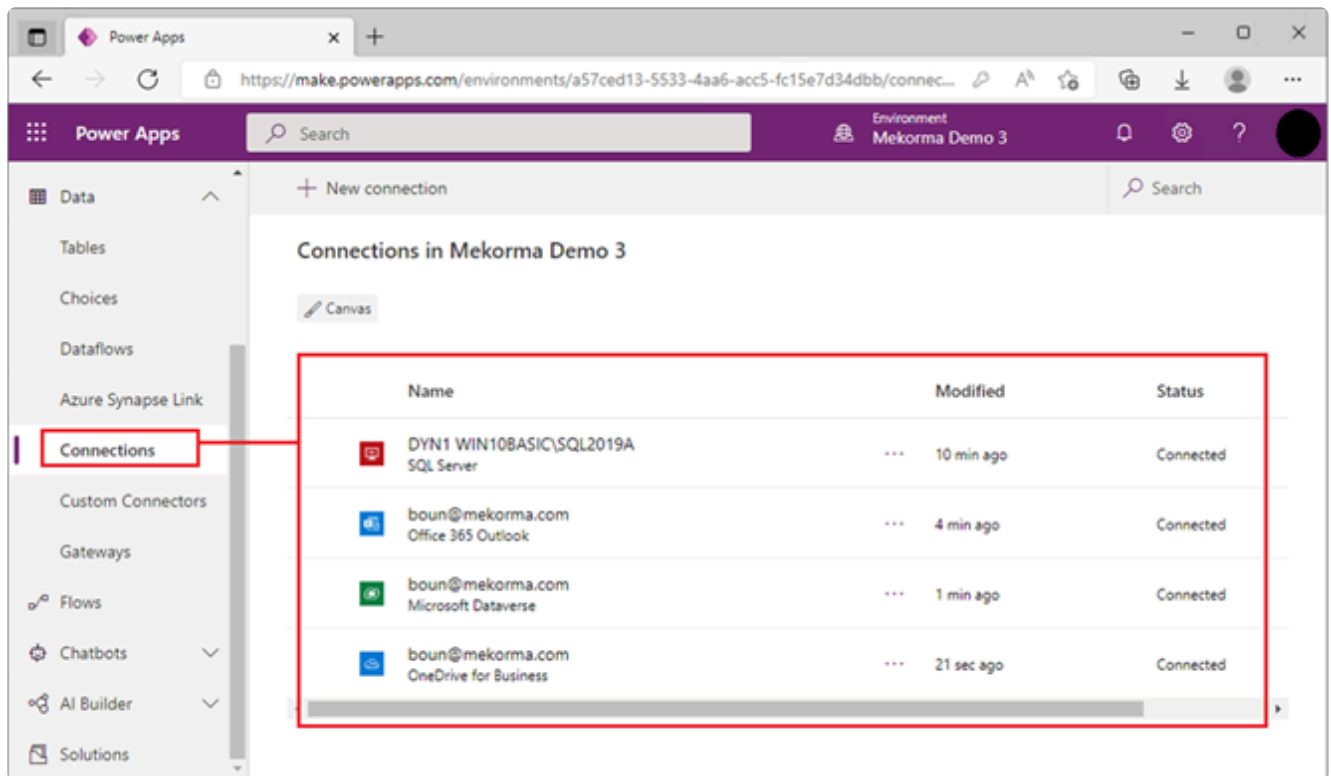 Power Apps
https://make.powerapps.com/environments/a57ced13-5533-4aa6-acc5-fc15e7d34dbb/connec...
Power Apps
Search
Environment
Mekorma Demo 3
?
Data
Tables
Choices
Dataflows
Azure Synapse Link
Connections
Custom Connectors
Gateways
Flows
Chatbots
AI Builder
Solutions
+ New connection
Search
Connections in Mekorma Demo 3
Canvas
Name Modified Status
DYN1 WIN10BASIC\SQL2019A ... 10 min ago Connected
SQL Server
boun@mekorma.com ... 4 min ago Connected
Office 365 Outlook
boun@mekorma.com ... 1 min ago Connected
Microsoft Dataverse
boun@mekorma.com ... 21 sec ago Connected
OneDrive for Business